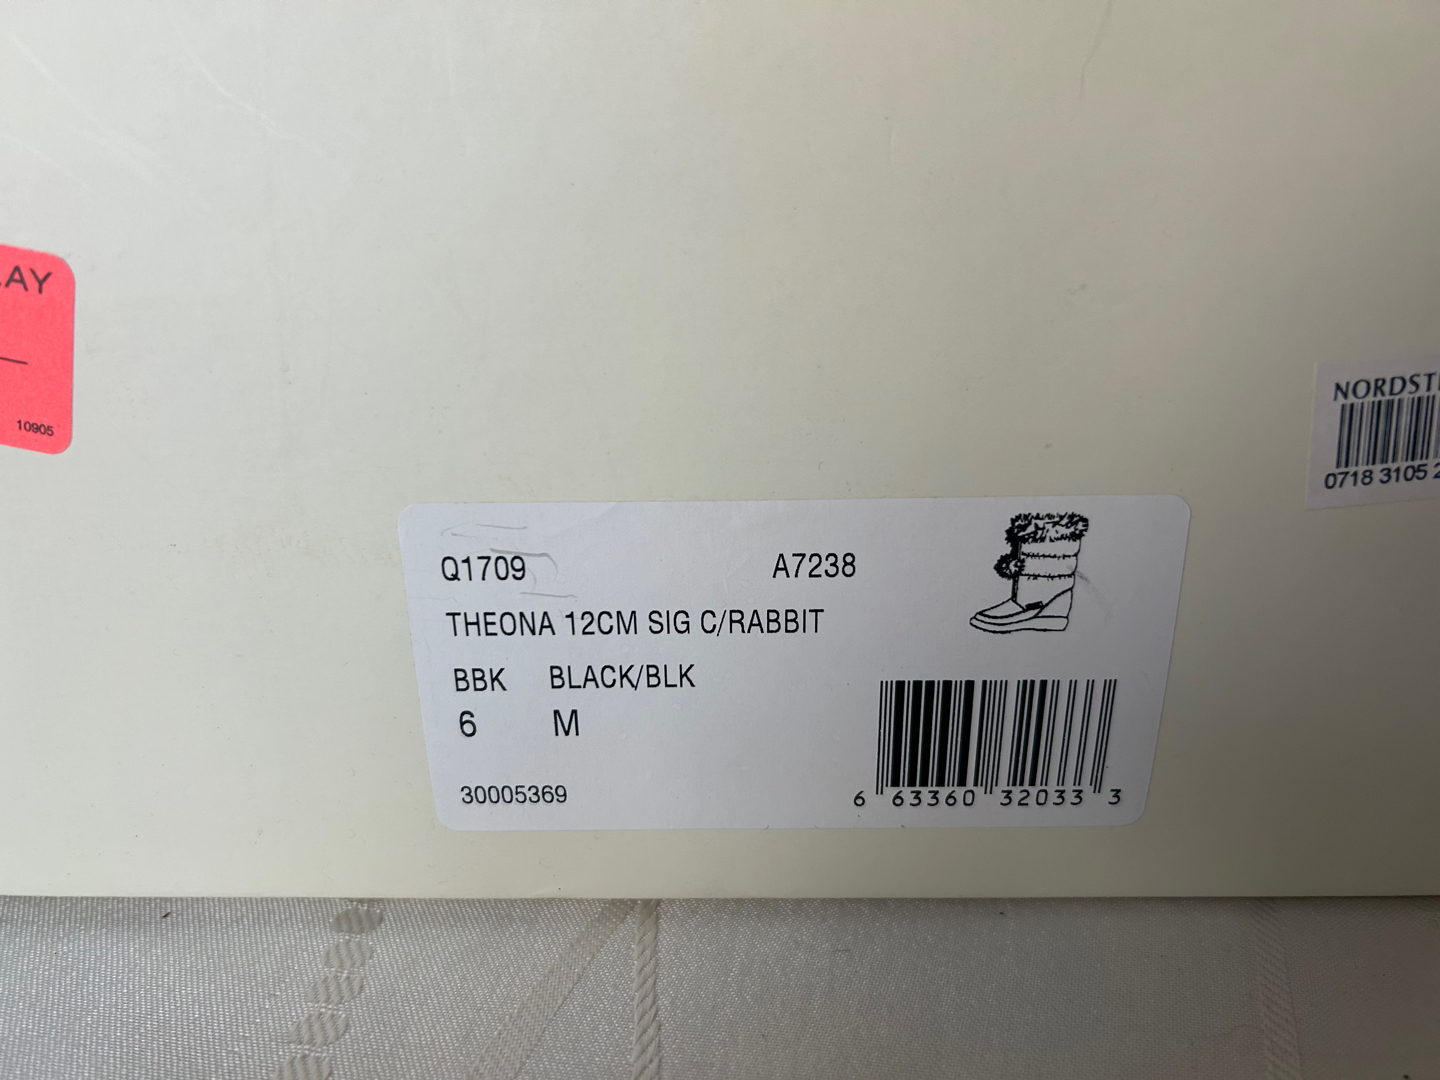 AY
10905
NORDST
0718 3105 2
Q1709 A7238
THEONA 12CM SIG C/RABBIT
BBK BLACK/BLK
6 M
30005369
6 63360 32033 3